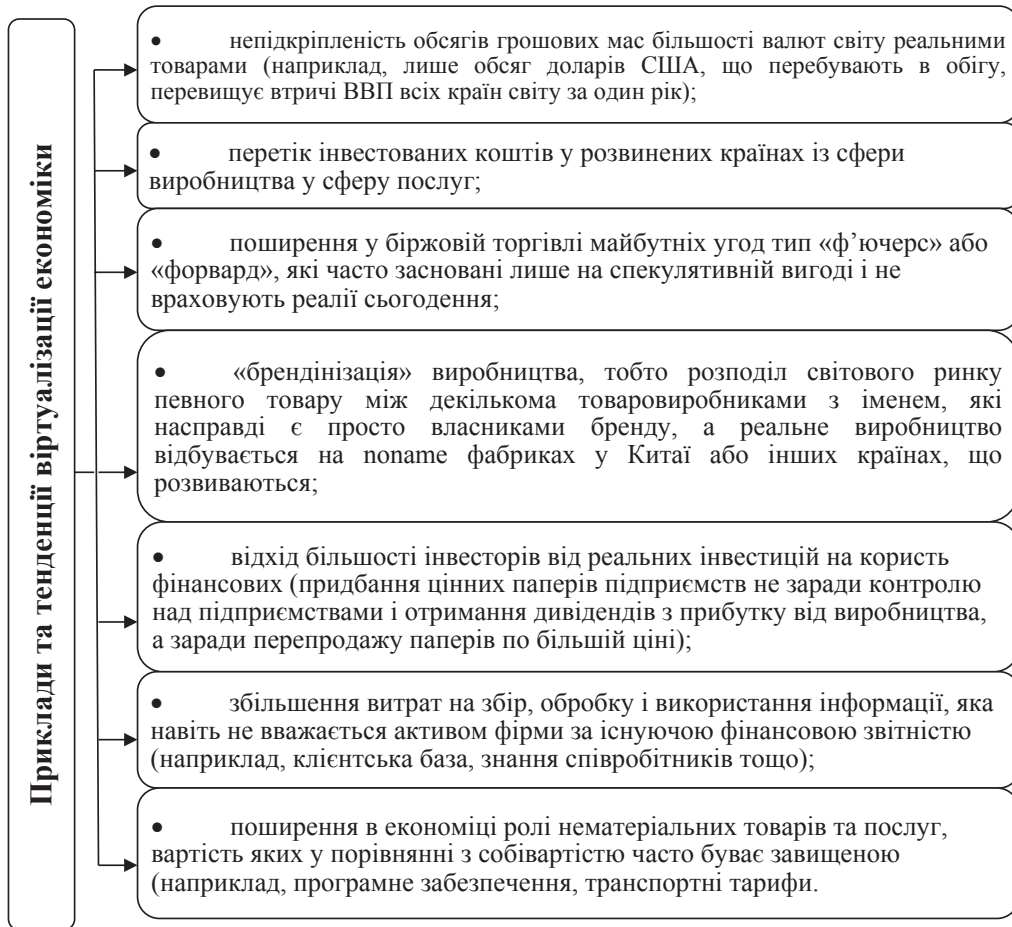 Приклади та тенденції віртуалізації економіки
• непідкріпленість обсягів грошових мас більшості валют світу реальними
товарами (наприклад, лише обсяг доларів США, що перебувають в обігу,
перевищує втричі ВВП всіх країн світу за один рік);
• перетік інвестованих коштів у розвинених країнах із сфери
виробництва у сферу послуг;
• поширення у біржовій торгівлі майбутніх угод тип «ф’ючерс» або
«форвард», які часто засновані лише на спекулятивній вигоді і не
враховують реалії сьогодення;
• «брендінізація» виробництва, тобто розподіл світового ринку
певного товару між декількома товаровиробниками з іменем, які
насправді є просто власниками бренду, а реальне виробництво
відбувається на noname фабриках у Китаї або інших країнах, що
розвиваються;
• відхід більшості інвесторів від реальних інвестицій на користь
фінансових (придбання цінних паперів підприємств не заради контролю
над підприємствами і отримання дивідендів з прибутку від виробництва,
а заради перепродажу паперів по більшій ціні);
• збільшення витрат на збір, обробку і використання інформації, яка
навіть не вважається активом фірми за існуючою фінансовою звітністю
(наприклад, клієнтська база, знання співробітників тощо);
• поширення в економіці ролі нематеріальних товарів та послуг,
вартість яких у порівнянні з собівартістю часто буває завищеною
(наприклад, програмне забезпечення, транспортні тарифи.